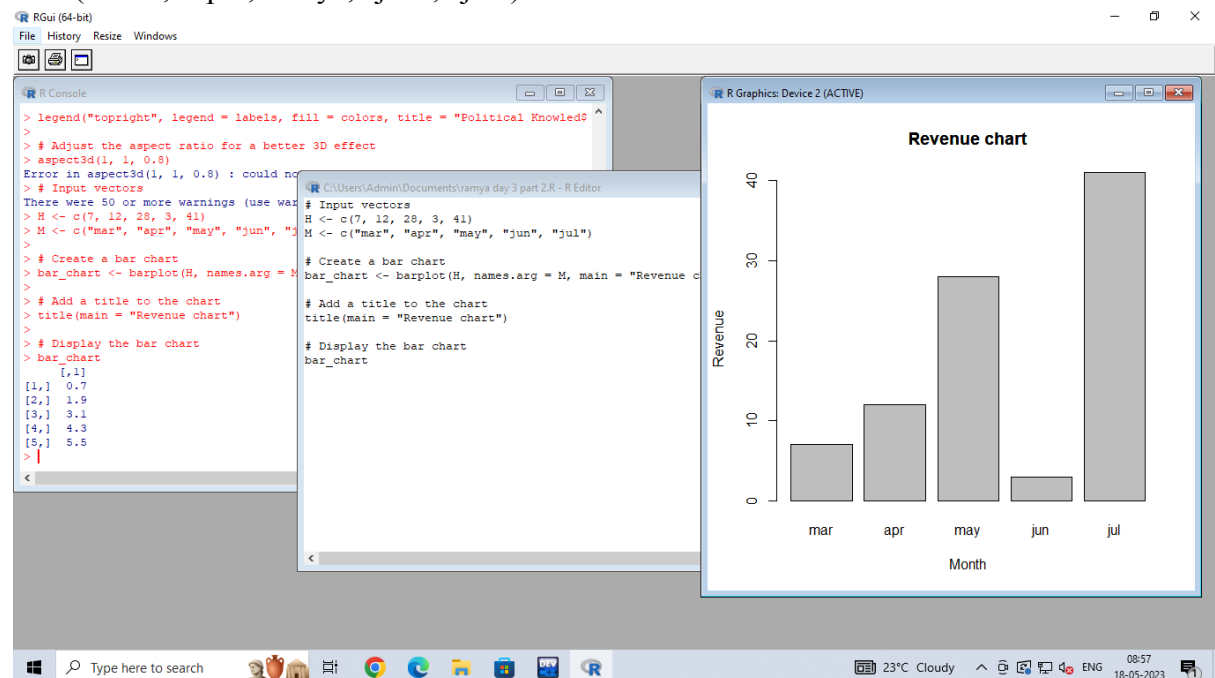 RGui (64-bit)
File History Resize Windows
R Console
> legend("topright", legend = labels, fill = colors, title = "Political Knowled$
>
> # Adjust the aspect ratio for a better 3D effect
> aspect3d(1, 1, 0.8)
Error in aspect3d(1, 1, 0.8) : could
> # Input vectors
There were 50 or more warnings (use
> H <- c(7, 12, 28, 3, 41)
> M <- c("mar", "apr", "may", "jun",
>
> # Create a bar chart
> bar_chart <- barplot(H, names.arg =
>
> # Add a title to the chart
> title(main = "Revenue chart")
>
> # Display the bar chart
> bar_chart
[,1]
[1,] 0.7
[2,] 1.9
[3,] 3.1
[4,] 4.3
[5,] 5.5
>
C:\Users\Admin\Documents\ramya day 3 part 2.R - R Editor
# Input vectors
H <- c(7, 12, 28, 3, 41)
M <- c("mar", "apr", "may", "jun", "jul")
# Create a bar chart
bar_chart <- barplot(H, names.arg = M, main = "Revenue c
# Add a title to the chart
title(main = "Revenue chart")
# Display the bar chart
bar_chart
R Graphics: Device 2 (ACTIVE)
Revenue chart
Revenue
40
30
20
10
0
mar apr may jun jul
Month
Type here to search
DEV
23°C Cloudy
ENG
08:57
18-05-2023